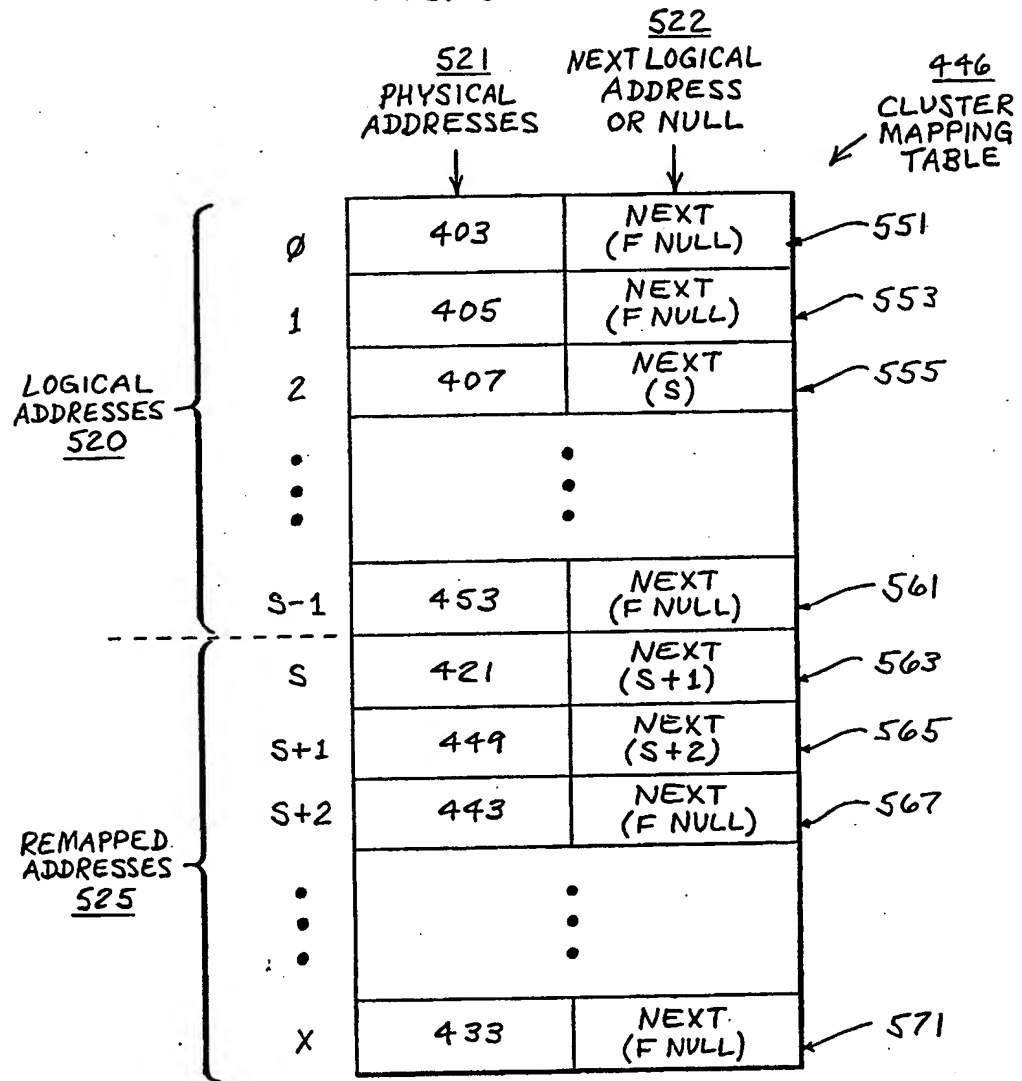 522
521
NEXT LOGICAL
ADDRESS
OR NULL
PHYSICAL
ADDRESSES
446
CLUSTER
MAPPING
TABLE
Ø 403 NEXT
(F NULL) 551
1 405 NEXT
(F NULL) 553
2 407 NEXT
(S) 555
LOGICAL
ADDRESSES
520
S-1 453 NEXT
(F NULL) 561
S 421 NEXT
(S+1) 563
S+1 449 NEXT
(S+2) 565
S+2 443 NEXT
(F NULL) 567
REMAPPED
ADDRESSES
525
X 433 NEXT
(F NULL) 571